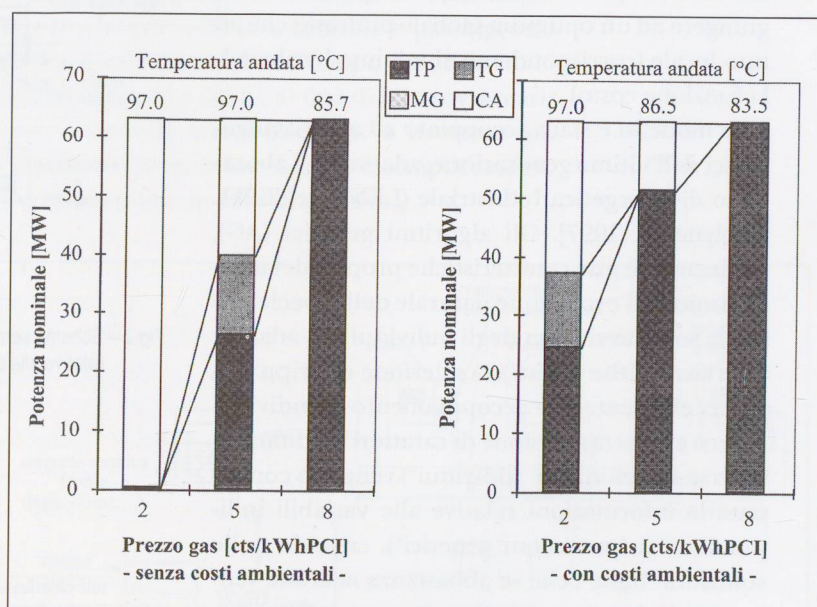 Temperatura andata [°C]
TP
TG
MG
CA
Temperatura andata [°C]
97.0 97.0 85.7
97.0 86.5 83.5
70
60
50
40
30
20
10
0
Potenza nominale [MW]
60
50
40
30
20
10
0
Potenza nominale [MW]
2 5 8
2 5 8
Prezzo gas [cts/kWhPCI]
- senza costi ambientali -
Prezzo gas [cts/kWhPCI]
- con costi ambientali -